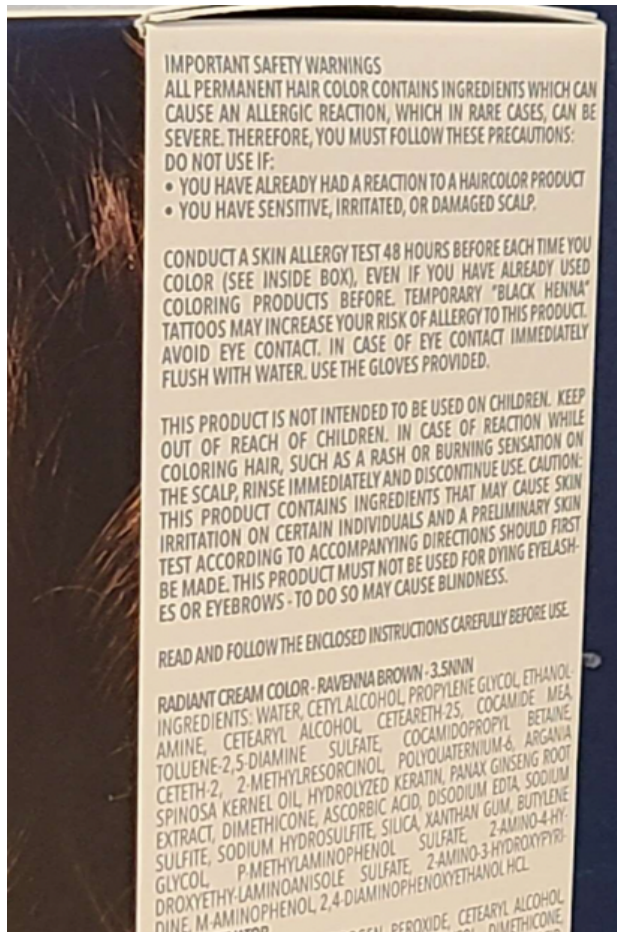 IMPORTANT SAFETY WARNINGS
ALL PERMANENT HAIR COLOR CONTAINS INGREDIENTS WHICH CAN
CAUSE AN ALLERGIC REACTION, WHICH IN RARE CASES, CAN BE
SEVERE. THEREFORE, YOU MUST FOLLOW THESE PRECAUTIONS:
DO NOT USE IF:
• YOU HAVE ALREADY HAD A REACTION TO A HAIRCOLOR PRODUCT
• YOU HAVE SENSITIVE, IRRITATED, OR DAMAGED SCALP.
CONDUCT A SKIN ALLERGY TEST 48 HOURS BEFORE EACH TIME YOU
COLOR (SEE INSIDE BOX), EVEN IF YOU HAVE ALREADY USED
COLORING PRODUCTS BEFORE. TEMPORARY "BLACK HENNA"
TATTOOS MAY INCREASE YOUR RISK OF ALLERGY TO THIS PRODUCT.
AVOID EYE CONTACT. IN CASE OF EYE CONTACT IMMEDIATELY
FLUSH WITH WATER. USE THE GLOVES PROVIDED.
THIS PRODUCT IS NOT INTENDED TO BE USED ON CHILDREN. KEEP
OUT OF REACH OF CHILDREN. IN CASE OF REACTION WHILE
COLORING HAIR, SUCH AS A RASH OR BURNING SENSATION ON
THE SCALP, RINSE IMMEDIATELY AND DISCONTINUE USE. CAUTION:
THIS PRODUCT CONTAINS INGREDIENTS THAT MAY CAUSE SKIN
IRRITATION ON CERTAIN INDIVIDUALS AND A PRELIMINARY SKIN
TEST ACCORDING TO ACCOMPANYING DIRECTIONS SHOULD FIRST
BE MADE. THIS PRODUCT MUST NOT BE USED FOR DYING EYELASH-
ES OR EYEBROWS - TO DO SO MAY CAUSE BLINDNESS.
READ AND FOLLOW THE ENCLOSED INSTRUCTIONS CAREFULLY BEFORE USE.
RADIANT CREAM COLOR - RAVENNA BROWN - 3.5NNN
INGREDIENTS: WATER, CETYL ALCOHOL, PROPYLENE GLYCOL, ETHANOL-
AMINE, CETEARYL ALCOHOL, CETEARETH-25, COCAMIDE MEA,
TOLUENE-2,5-DIAMINE SULFATE, COCAMIDOPROPYL BETAINE,
CETETH-2, 2-METHYLRESORCINOL, POLYQUATERNIUM-6, ARGANIA
SPINOSA KERNEL OIL, HYDROLYZED KERATIN, PANAX GINSENG ROOT
EXTRACT, DIMETHICONE, ASCORBIC ACID, DISODIUM EDTA, SODIUM
SULFITE, SODIUM HYDROSULFITE, SILICA, XANTHAN GUM, BUTYLENE
GLYCOL, P-METHYLAMINOPHENOL SULFATE, 2-AMINO-4-HY-
DROXYETHY-LAMINOANISOLE SULFATE, 2-AMINO-3-HYDROXYPYRI-
DINE, M-AMINOPHENOL, 2,4-DIAMINOPHENOXYETHANOL HCL.
PEROXIDE, CETEARYL ALCOHOL,
DIMETHICONE,